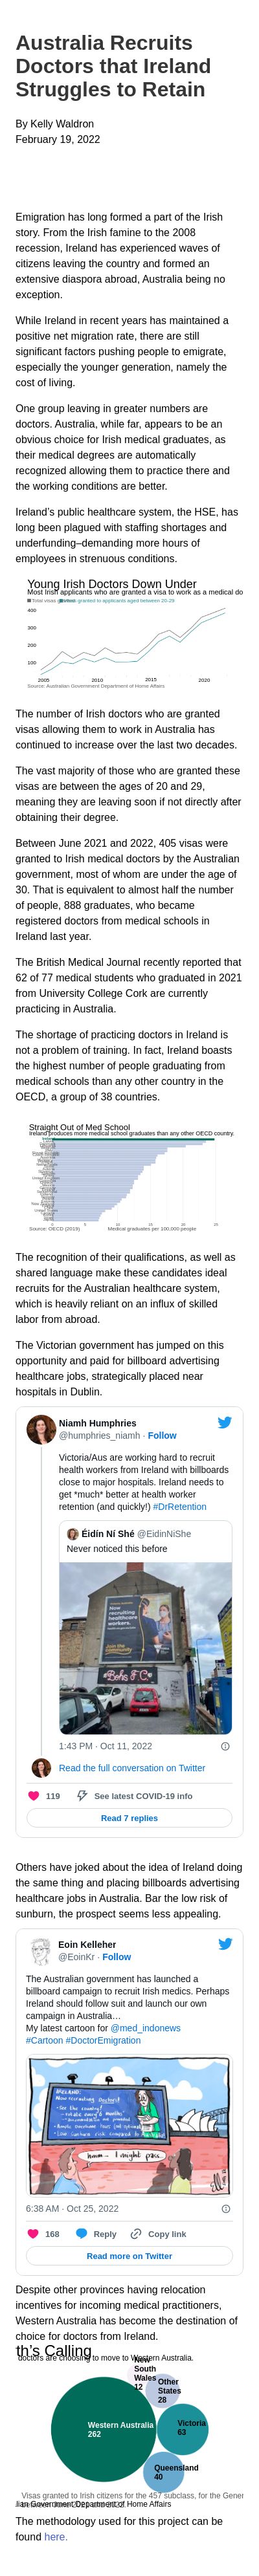 Australia Recruits
Doctors that Ireland
Struggles to Retain
By Kelly Waldron
February 19, 2022
Emigration has long formed a part of the Irish
story. From the Irish famine to the 2008
recession, Ireland has experienced waves of
citizens leaving the country and formed an
extensive diaspora abroad, Australia being no
exception.
While Ireland in recent years has maintained a
positive net migration rate, there are still
significant factors pushing people to emigrate,
especially the younger generation, namely the
cost of living.
One group leaving in greater numbers are
doctors. Australia, while far, appears to be an
obvious choice for Irish medical graduates, as
their medical degrees are automatically
recognized allowing them to practice there and
the working conditions are better.
Ireland's public healthcare system, the HSE, has
long been plagued with staffing shortages and
underfunding–demanding more hours of
employees in strenuous conditions.
Young Irish Doctors Down Under
Most Irish applicants who are granted a visa to work as a medical do
Total visas granted to applicants aged between 20-29
400
300
200
100
2005 2010 2015 2020
Source: Australian Government Department of Home Affairs
The number of Irish doctors who are granted
visas allowing them to work in Australia has
continued to increase over the last two decades.
The vast majority of those who are granted these
visas are between the ages of 20 and 29,
meaning they are leaving soon if not directly after
obtaining their degree.
Between June 2021 and 2022, 405 visas were
granted to Irish medical doctors by the Australian
government, most of whom are under the age of
30. That is equivalent to almost half the number
of people, 888 graduates, who became
registered doctors from medical schools in
Ireland last year.
The British Medical Journal recently reported that
62 of 77 medical students who graduated in 2021
from University College Cork are currently
practicing in Australia.
The shortage of practicing doctors in Ireland is
not a problem of training. In fact, Ireland boasts
the highest number of people graduating from
medical schools than any other country in the
OECD, a group of 38 countries.
Straight Out of Med School
Ireland produces more medical school graduates than any other OECD country.
0 5 10 15 20 25
Source: OECD (2019) Medical graduates per 100,000 people
The recognition of their qualifications, as well as
shared language make these candidates ideal
recruits for the Australian healthcare system,
which is heavily reliant on an influx of skilled
labor from abroad.
The Victorian government has jumped on this
opportunity and paid for billboard advertising
healthcare jobs, strategically placed near
hospitals in Dublin.
Niamh Humphries
@humphries_niamh · Follow
Victoria/Aus are working hard to recruit
health workers from Ireland with billboards
close to major hospitals. Ireland needs to
get *much* better at health worker
retention (and quickly!) #DrRetention
Éidín Ní Shé @EidinNiShe
Never noticed this before
Now
recruiting
healthcare
workers.
Join the
community
Bohs F.C.
1:43 PM · Oct 11, 2022
Read the full conversation on Twitter
119 See latest COVID-19 info
Read 7 replies
Others have joked about the idea of Ireland doing
the same thing and placing billboards advertising
healthcare jobs in Australia. Bar the low risk of
sunburn, the prospect seems less appealing.
Eoin Kelleher
@EoinKr · Follow
The Australian government has launched a
billboard campaign to recruit Irish medics. Perhaps
Ireland should follow suit and launch our own
campaign in Australia…
My latest cartoon for @med_indonews
#Cartoon #DoctorEmigration
IRELAND:
Now recruiting
Doctors!
hmm.. I might pass
6:38 AM · Oct 25, 2022
168 Reply Copy link
Read more on Twitter
Despite other provinces having relocation
incentives for incoming medical practitioners,
Western Australia has become the destination of
choice for doctors from Ireland.
th's Calling
doctors are choosing to move to Western Australia.
New
South
Wales
12
Other
States
28
Western Australia
262
Victoria
63
Queensland
40
Visas granted to Irish citizens for the 457 subclass, for the Gener
lian Government Department of Home Affairs
The methodology used for this project can be
found here.